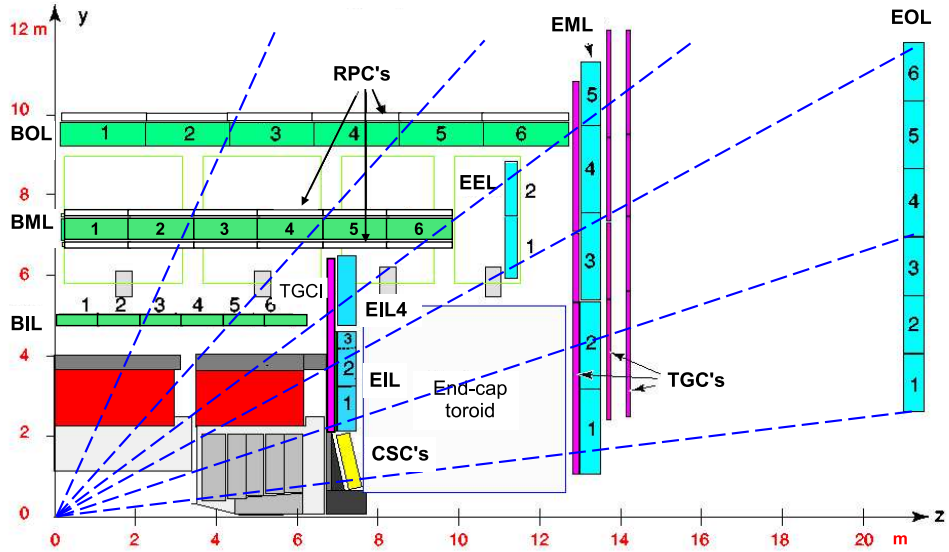 y
12 m
EML
EOL
RPC's
6
5
10
BOL
1 2 3 4 5 6
5
4
8
EEL
2
4
BML
1 2 3 4 5 6
1
3
6
TGCI
3
1 2 3 4 5 6
EIL4
BIL
2
4
3
2
EIL
End-cap
toroid
TGC's
1
1
2
1
CSC's
0
z
0 2 4 6 8 10 12 14 16 18 20 m